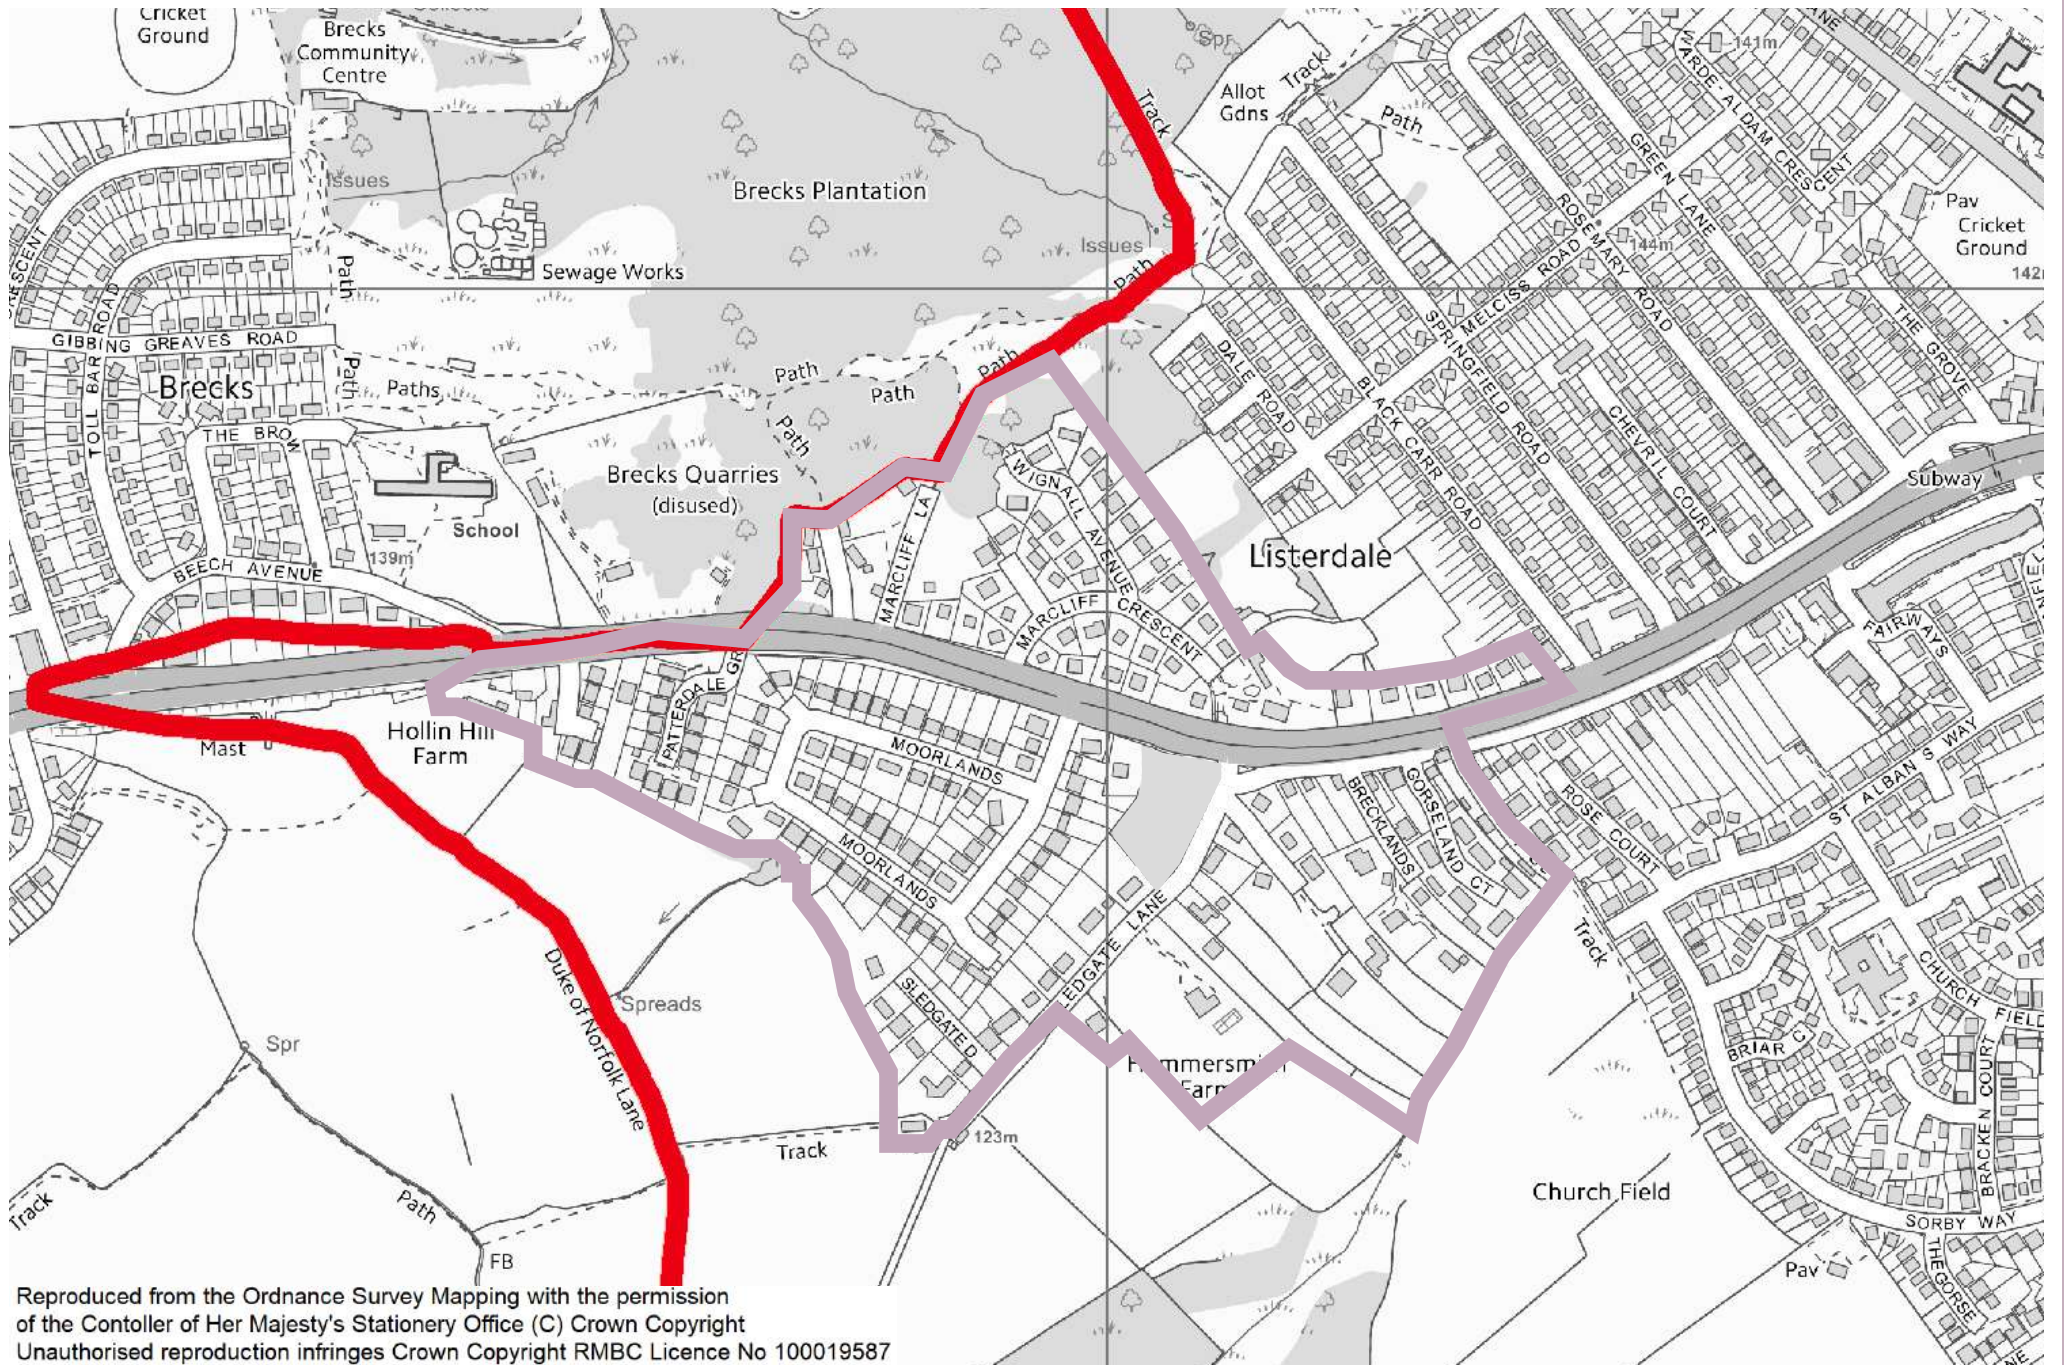 Cricket
Ground
Brecks
Community
Centre
Spr
Track
Allot
Gdns
Track
Path
141m
WARDE-ALDAM CRESCENT
GREEN LANE
Pav
Cricket
Ground
Issues
Brecks Plantation
Sewage Works
Path
CRESCENT
TOLL BAR ROAD
Issues
Path
ROSEMARY ROAD
144m
MELCISS ROAD
GIBBING GREAVES ROAD
Brecks
Path
Paths
Path
Path
Path
Path
DALE ROAD
SPRINGFIELD ROAD
THE GROVE
BLACK CARR ROAD
CHEVRIL COURT
THE BROW
Brecks Quarries
(disused)
School
139m
BEECH AVENUE
MARCLIFF LA
WIGNALL AVENUE
MARCLIFF CRESCENT
Listerdale
Subway
FAIRWAYS
Mast
Hollin Hill
Farm
PATTERDALE GR
MOORLANDS
MOORLANDS
BRECKLANDS
GORSELAND CT
ROSE COURT
ST ALBAN'S WAY
Duke of Norfolk Lane
Spreads
SLEDGATE D
EDGATE LANE
Track
CHURCH FIELD
BRIAR C
BRACKEN COURT
Spr
Farm
Track
123m
Church Field
Track
Path
FB
SORBY WAY
THE GORSE
Pav
Reproduced from the Ordnance Survey Mapping with the permission
of the Contoller of Her Majesty's Stationery Office (C) Crown Copyright
Unauthorised reproduction infringes Crown Copyright RMBC Licence No 100019587